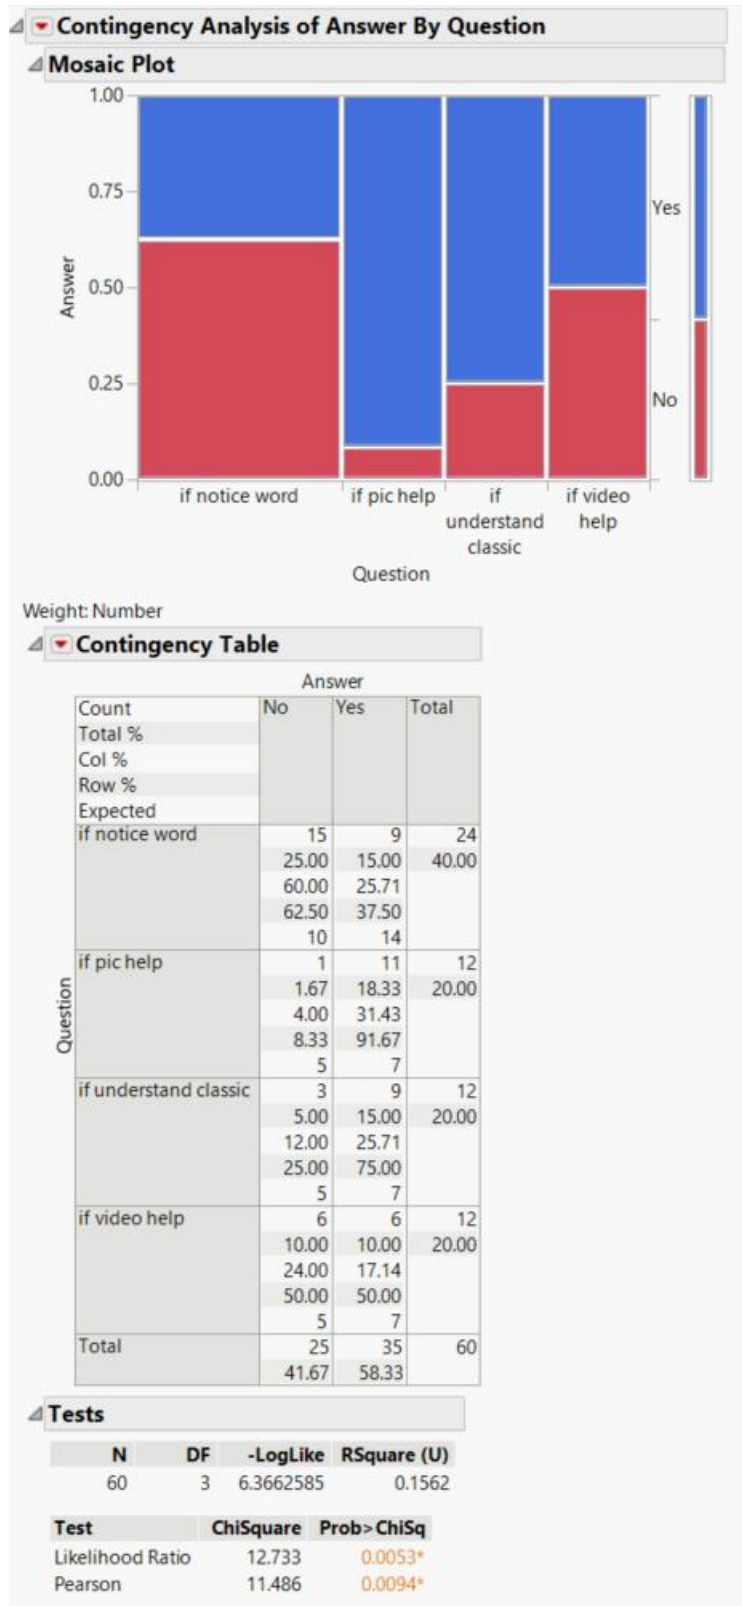 Contingency Analysis of Answer By Question
Mosaic Plot
1.00
0.75
0.50
0.25
0.00
Answer
Yes
No
if notice word if pic help if understand classic if video help
Question
Weight: Number
Contingency Table
Answer
Count No Yes Total
Total %
Col %
Row %
Expected
Question
if notice word 15 9 24
25.00 15.00 40.00
60.00 25.71
62.50 37.50
10 14
if pic help 1 11 12
1.67 18.33 20.00
4.00 31.43
8.33 91.67
5 7
if understand classic 3 9 12
5.00 15.00 20.00
12.00 25.71
25.00 75.00
5 7
if video help 6 6 12
10.00 10.00 20.00
24.00 17.14
50.00 50.00
5 7
Total 25 35 60
41.67 58.33
Tests
N DF -LogLike RSquare (U)
60 3 6.3662585 0.1562
Test ChiSquare Prob>ChiSq
Likelihood Ratio 12.733 0.0053*
Pearson 11.486 0.0094*